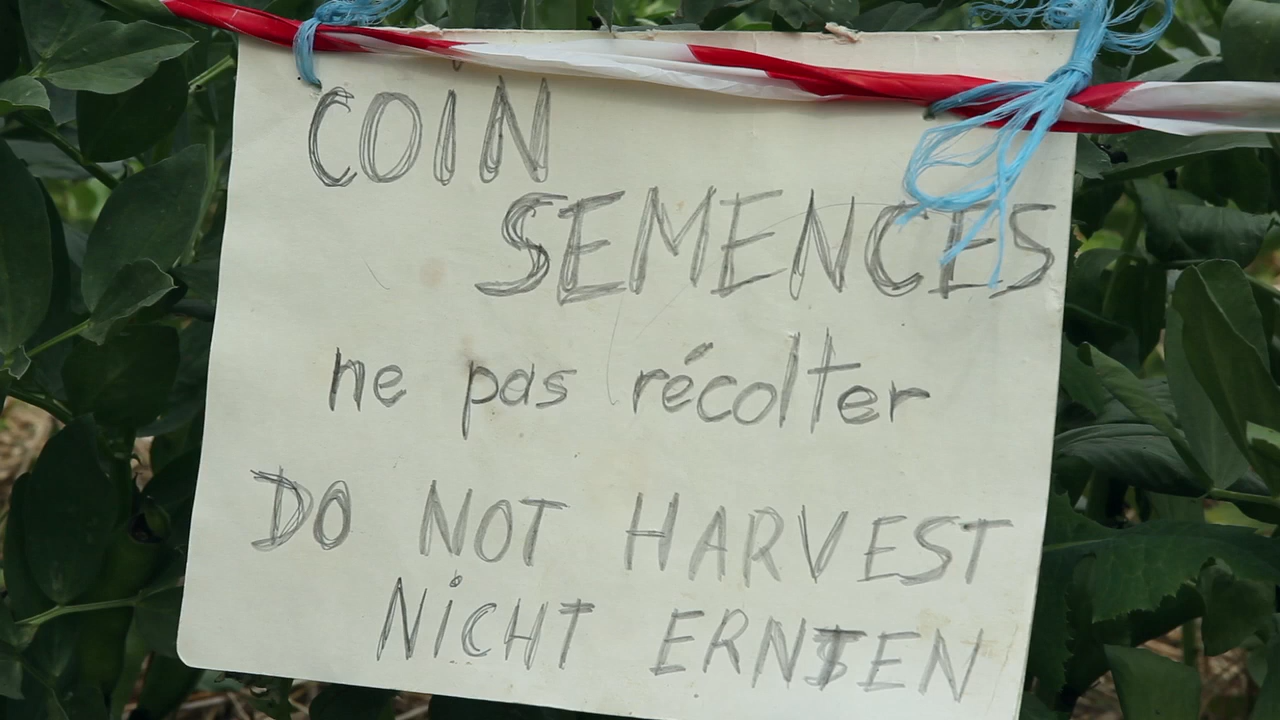 COIN
SEMENCES
ne pas récolter
DO NOT HARVEST
NiCHT ERNTEN